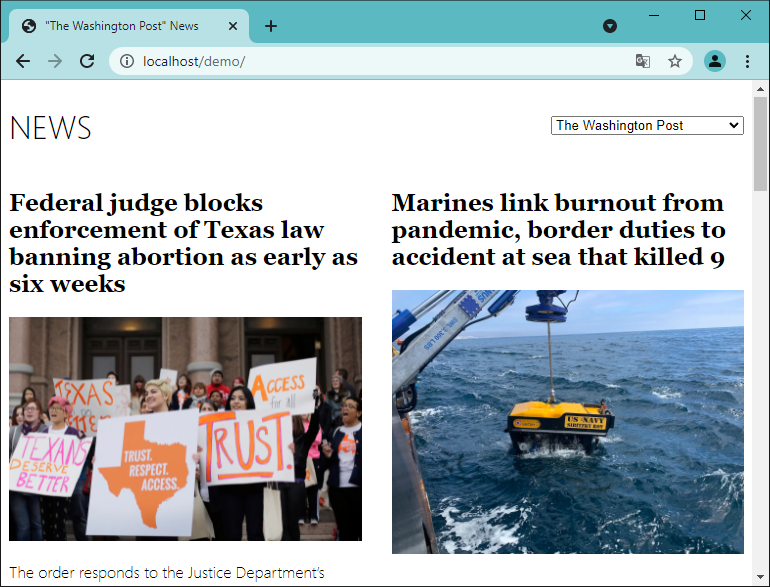 "The Washington Post" News
localhost/demo/
NEWS
The Washington Post
Federal judge blocks
enforcement of Texas law
banning abortion as early as
six weeks
Marines link burnout from
pandemic, border duties to
accident at sea that killed 9
TEXAS
ACCESS
for all
TEXANS
DESERVE
BETTER
TRUST.
RESPECT.
ACCESS.
TRUST.
US NAVY
The order responds to the Justice Department's